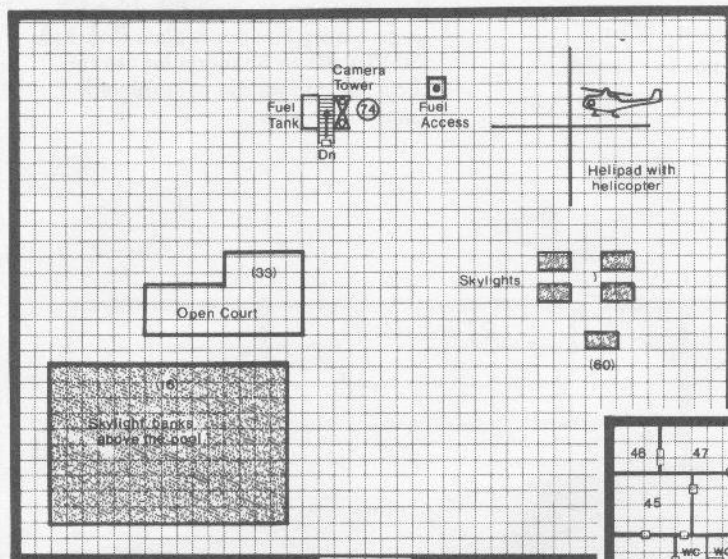 Camera
Tower
Fuel
Tank
74
Fuel
Access
Dn
Helipad with
helicopter
(33)
Open Court
Skylights
)
(60)
(16)
Skylight banks
above the pool
46
47
45
WC